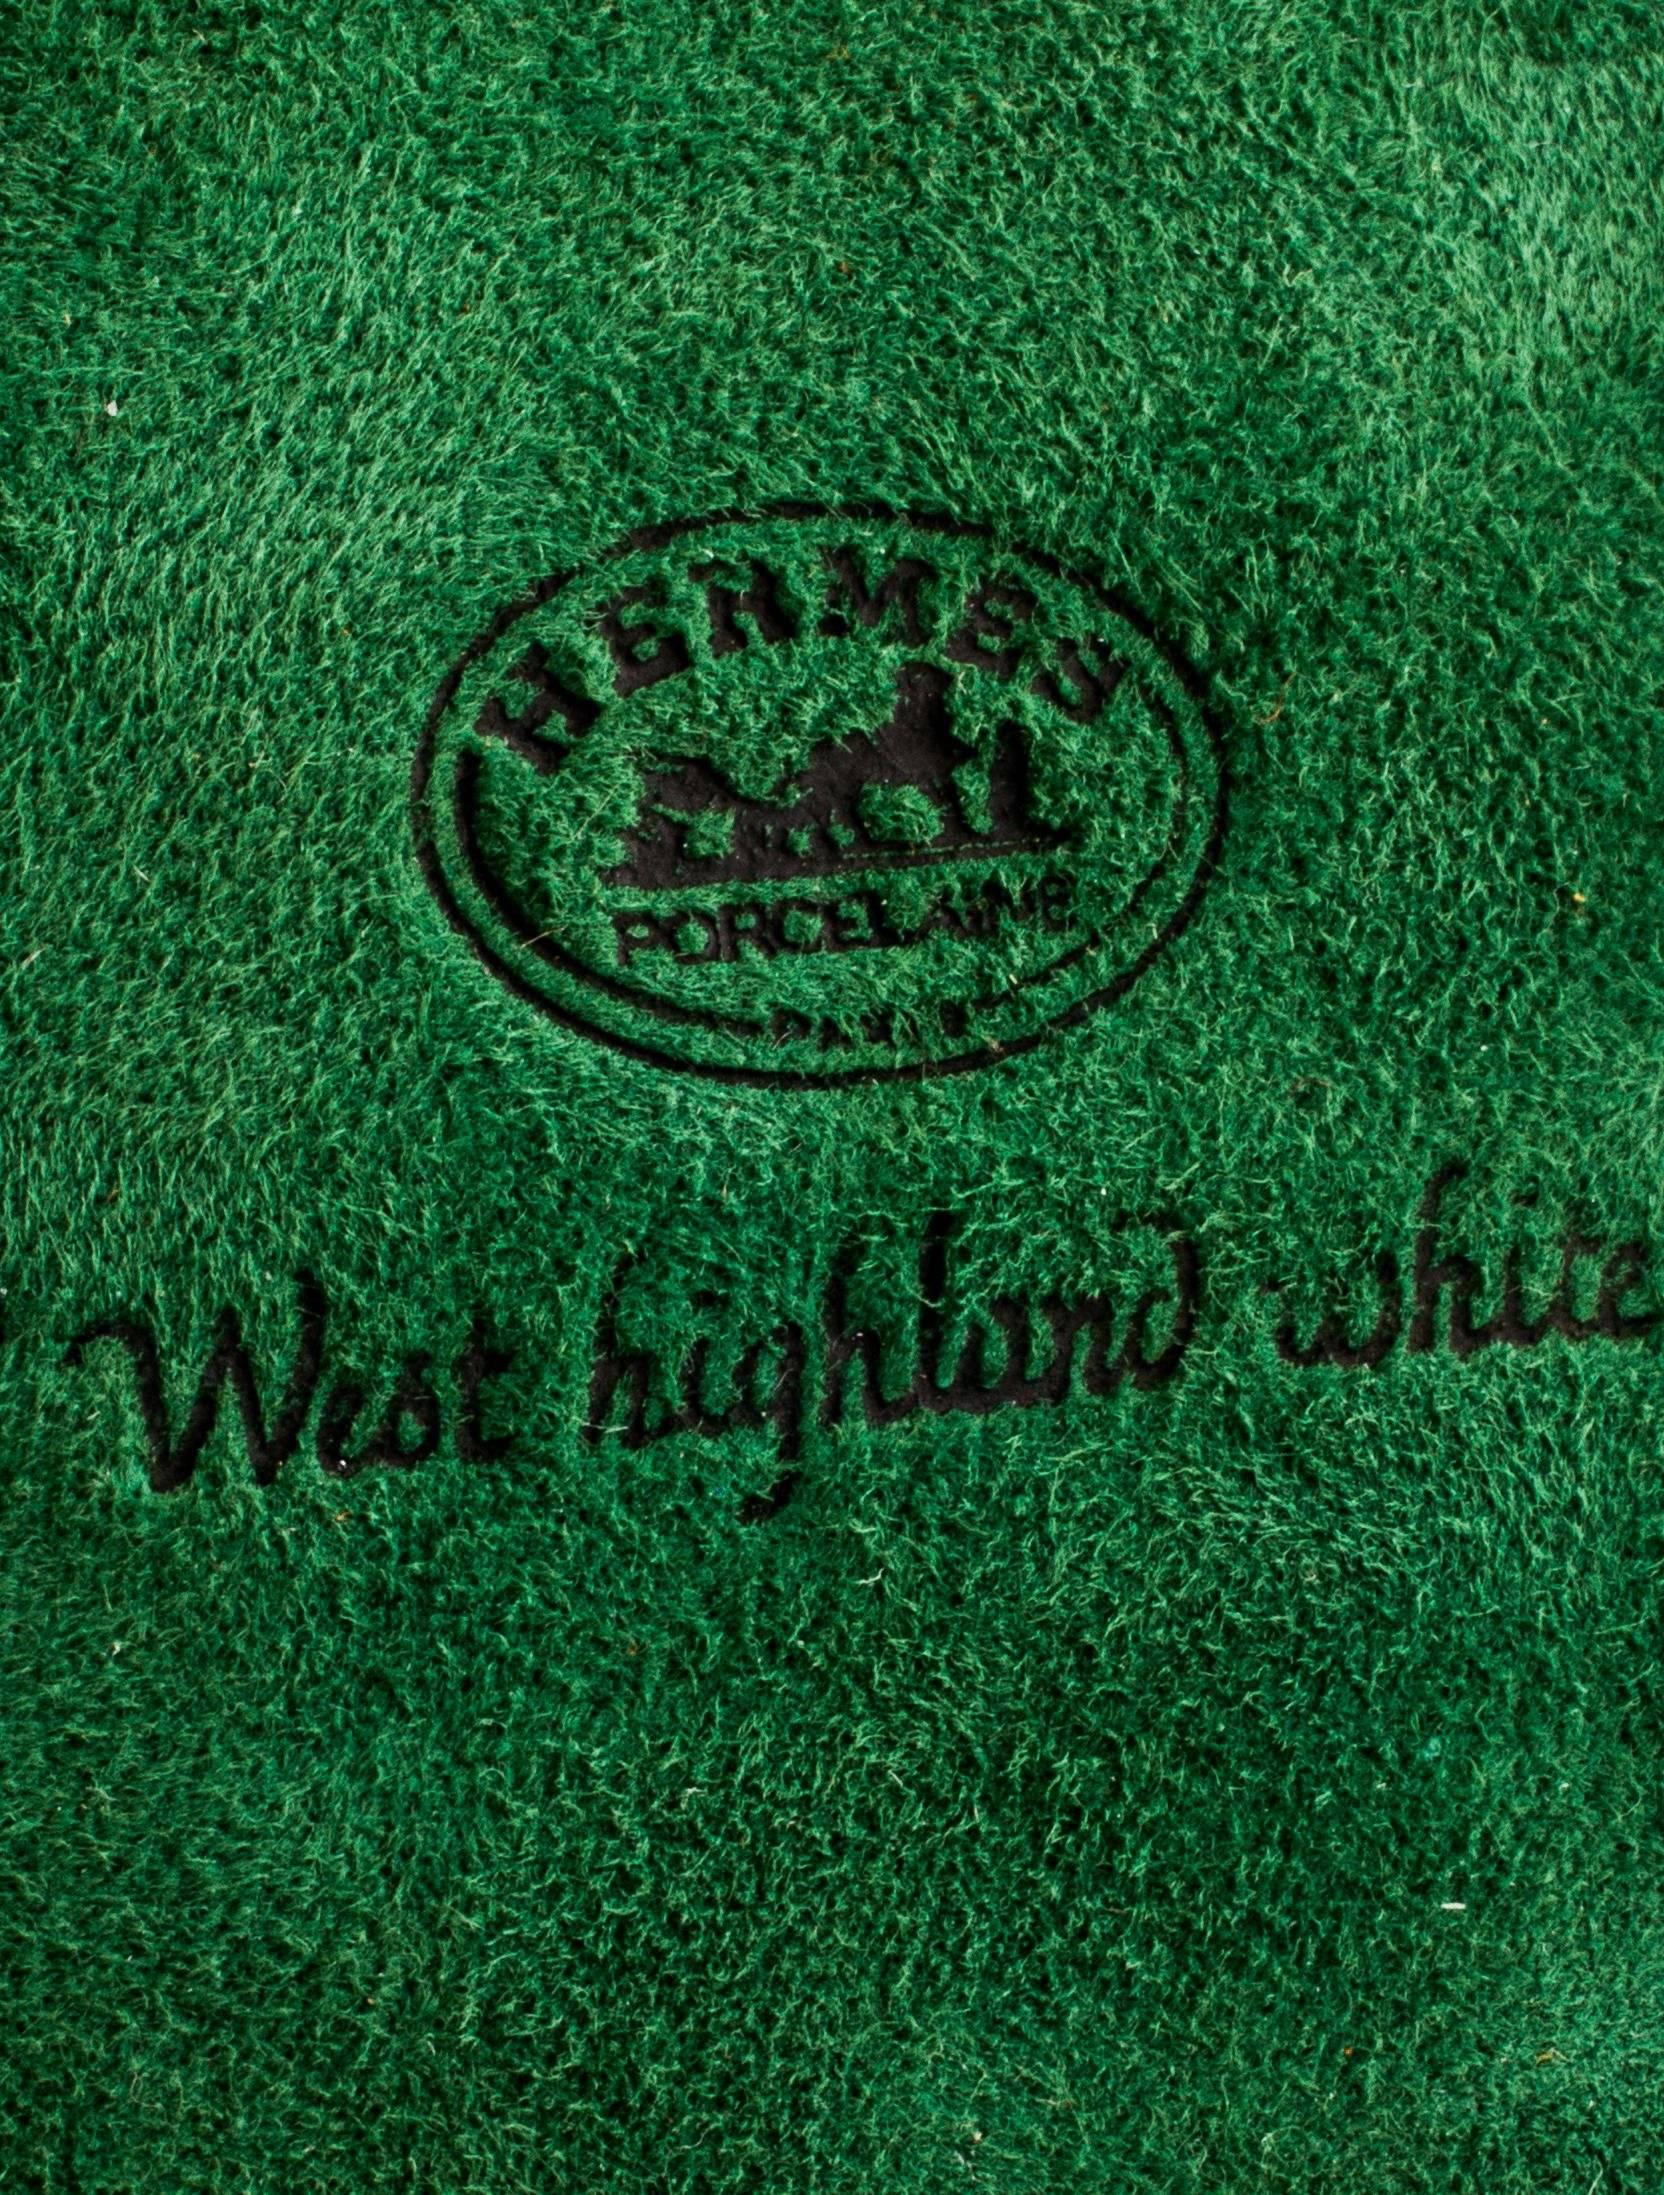 HERMES
PORCELAINE
PARIS
West highland white